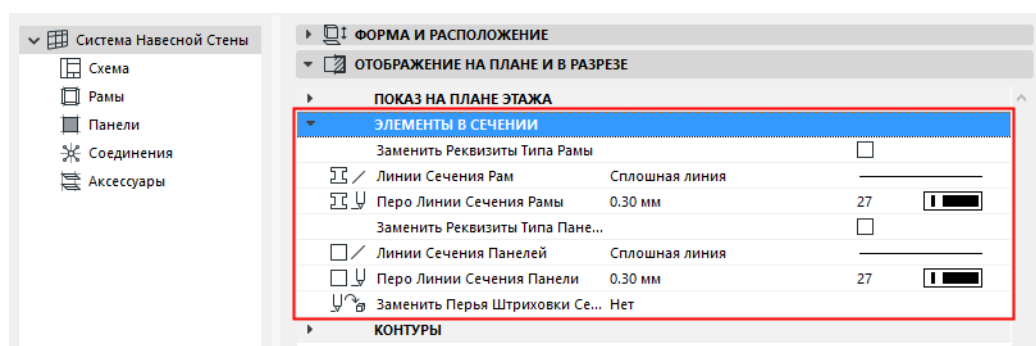 Система Навесной Стены
Схема
Рамы
Панели
Соединения
Аксессуары
ФОРМА И РАСПОЛОЖЕНИЕ
ОТОБРАЖЕНИЕ НА ПЛАНЕ И В РАЗРЕЗЕ
ПОКАЗ НА ПЛАНЕ ЭТАЖА
ЭЛЕМЕНТЫ В СЕЧЕНИИ
Заменить Реквизиты Типа Рамы
Линии Сечения Рам Сплошная линия
Перо Линии Сечения Рамы 0.30 мм 27
Заменить Реквизиты Типа Пане...
Линии Сечения Панелей Сплошная линия
Перо Линии Сечения Панели 0.30 мм 27
Заменить Перья Штриховки Се... Нет
КОНТУРЫ